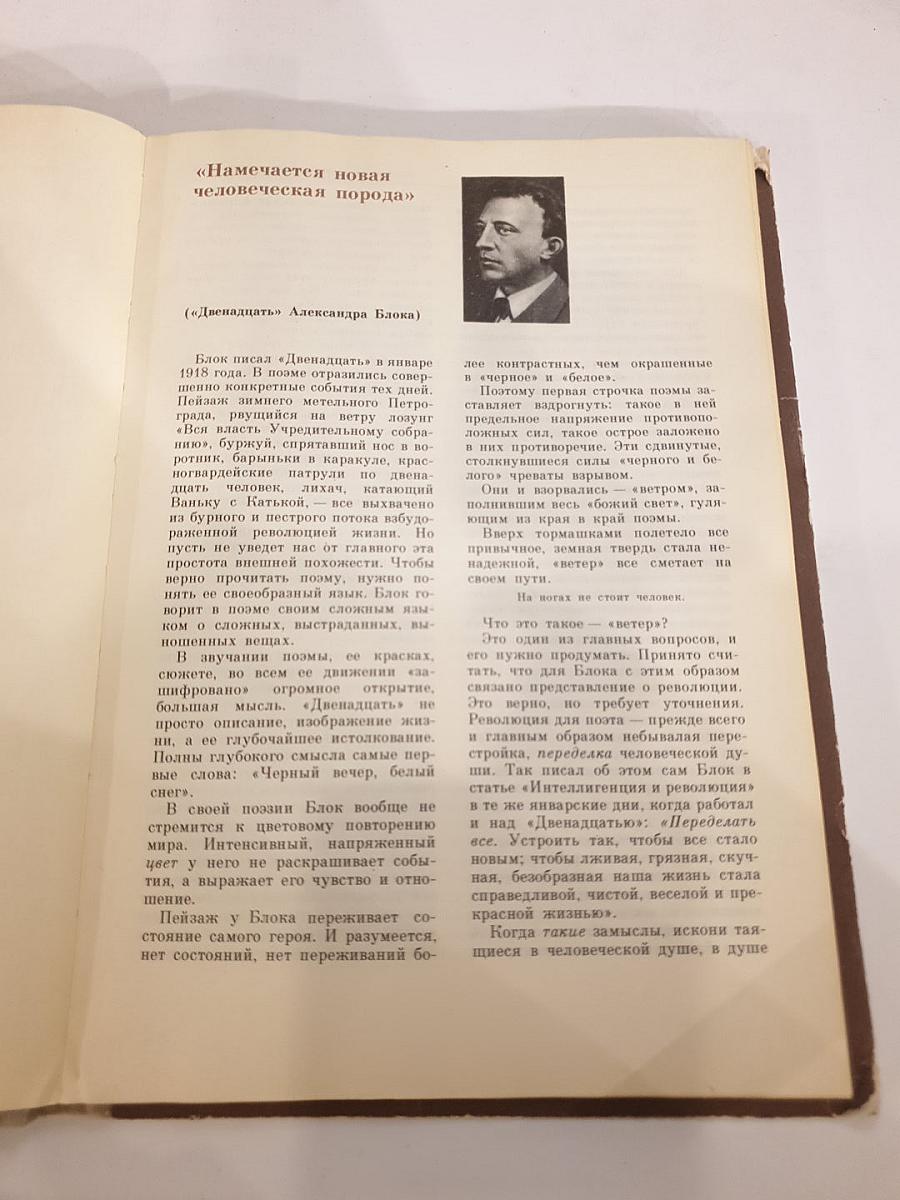 «Намечается новая
человеческая порода»
(«Двенадцать» Александра Блока)
Блок писал «Двенадцать» в январе
1918 года. В поэме отразились совер-
шенно конкретные события тех дней.
Пейзаж зимнего метельного Петро-
града, рвущийся на ветру лозунг
«Вся власть Учредительному собра-
нию», буржуй, спрятавший нос в во-
ротник, барыньки в каракуле, крас-
ногвардейские патрули по двена-
дцать человек, лихач, катающий
Ваньку с Катькой, — все выхвачено
из бурного и пестрого потока взбудо-
раженной революцией жизни. Но
пусть не уведет нас от главного эта
простота внешней похожести. Чтобы
верно прочитать поэму, нужно по-
нять ее своеобразный язык. Блок го-
ворит в поэме своим сложным язы-
ком о сложных, выстраданных, вы-
ношенных вещах.
В звучании поэмы, ее красках,
сюжете, во всем ее движении «за-
шифровано» огромное открытие,
большая мысль. «Двенадцать» не
просто описание, изображение жиз-
ни, а ее глубочайшее истолкование.
Полны глубокого смысла самые пер-
вые слова: «Черный вечер, белый
снег».
В своей поэзии Блок вообще не
стремится к цветовому повторению
мира. Интенсивный, напряженный
цвет у него не раскрашивает собы-
тия, а выражает его чувство и отно-
шение.
Пейзаж у Блока переживает со-
стояние самого героя. И разумеется,
нет состояний, нет переживаний бо-
лее контрастных, чем окрашенные
в «черное» и «белое».
Поэтому первая строчка поэмы за-
ставляет вздрогнуть: такое в ней
предельное напряжение противопо-
ложных сил, такое острое заложено
в них противоречие. Эти сдвинутые,
столкнувшиеся силы «черного и бе-
лого» чреваты взрывом.
Они и взорвались — «ветром», за-
полнившим весь «божий свет», гуля-
ющим из края в край поэмы.
Вверх тормашками полетело все
привычное, земная твердь стала не-
надежной, «ветер» все сметает на
своем пути.
На ногах не стоит человек.
Что это такое — «ветер»?
Это один из главных вопросов, и
его нужно продумать. Принято счи-
тать, что для Блока с этим образом
связано представление о революции.
Это верно, но требует уточнения.
Революция для поэта — прежде всего
и главным образом небывалая пере-
стройка, переделка человеческой ду-
ши. Так писал об этом сам Блок в
статье «Интеллигенция и революция»
в те же январские дни, когда работал
и над «Двенадцатью»: «Переделать
все. Устроить так, чтобы все стало
новым; чтобы лживая, грязная, скуч-
ная, безобразная наша жизнь стала
справедливой, чистой, веселой и пре-
красной жизнью».
Когда такие замыслы, искони тая-
щиеся в человеческой душе, в душе